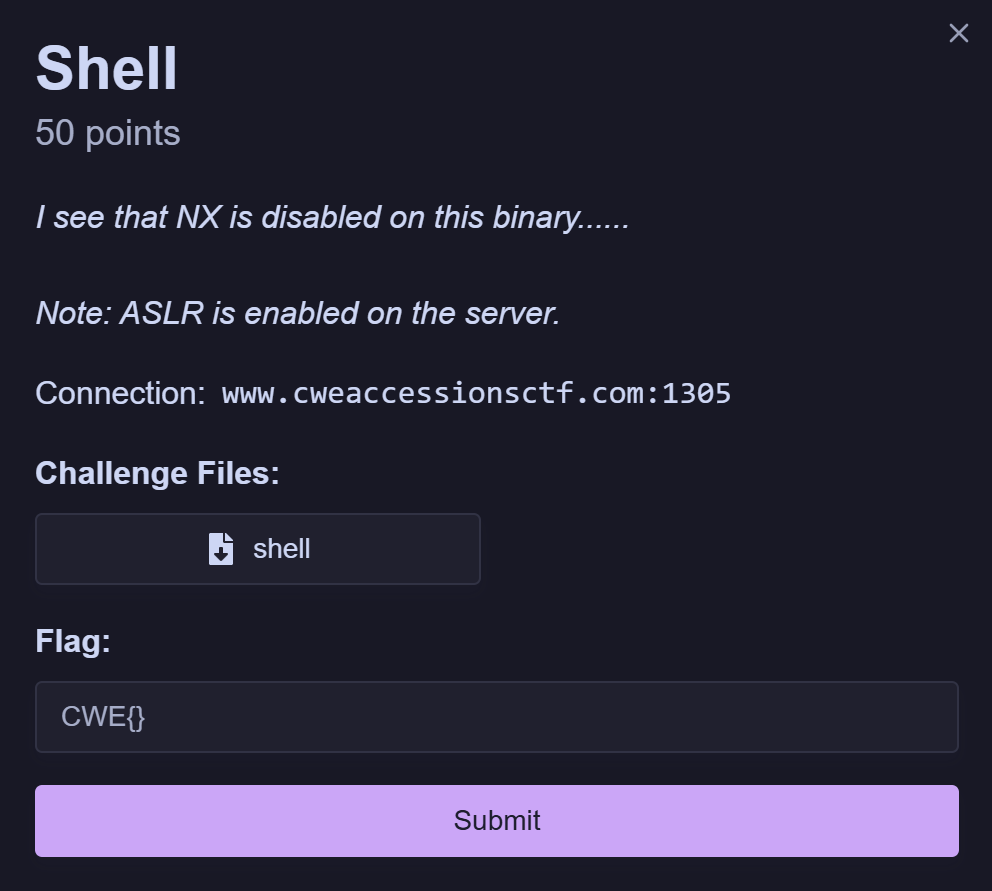 Shell
50 points
I see that NX is disabled on this binary......
Note: ASLR is enabled on the server.
Connection: www.cweaccessionsctf.com:1305
Challenge Files:
shell
Flag:
CWE{}
Submit